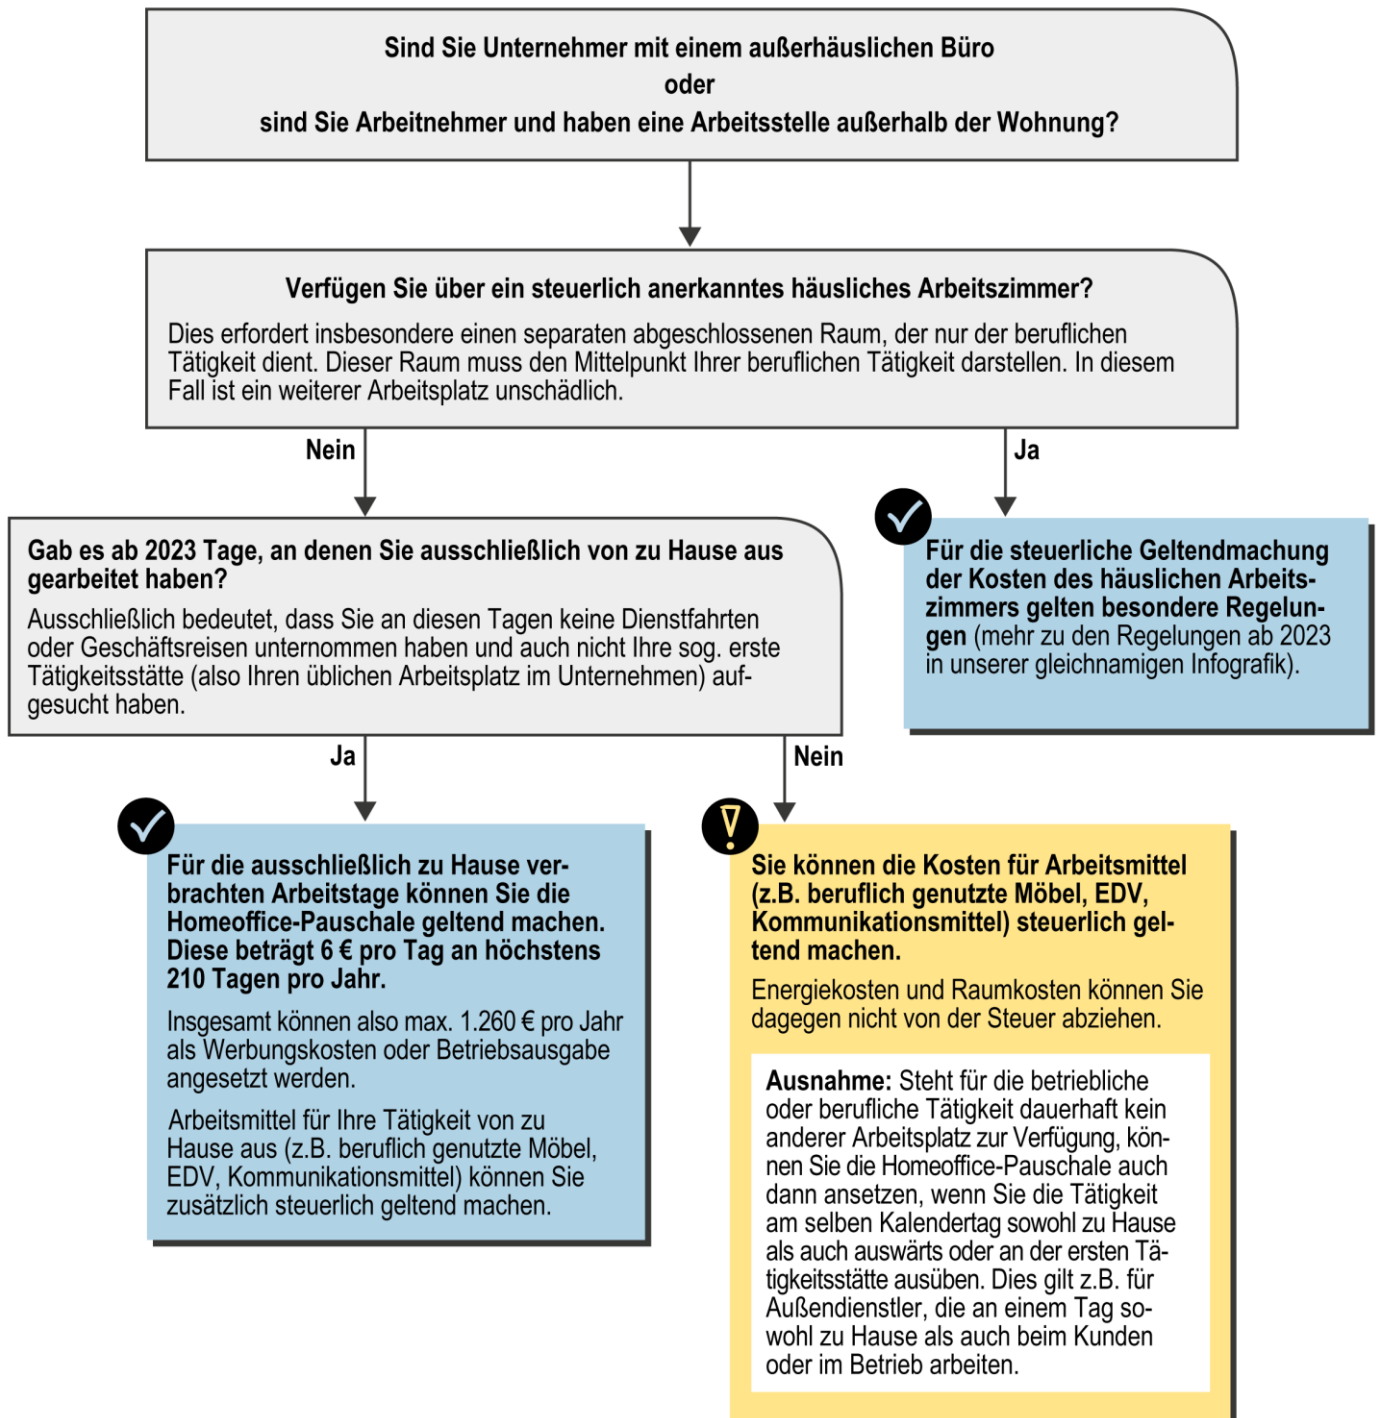 Sind Sie Unternehmer mit einem außerhäuslichen Büro
oder
sind Sie Arbeitnehmer und haben eine Arbeitsstelle außerhalb der Wohnung?
Verfügen Sie über ein steuerlich anerkanntes häusliches Arbeitszimmer?
Dies erfordert insbesondere einen separaten abgeschlossenen Raum, der nur der beruflichen
Tätigkeit dient. Dieser Raum muss den Mittelpunkt Ihrer beruflichen Tätigkeit darstellen. In diesem
Fall ist ein weiterer Arbeitsplatz unschädlich.
Nein
Ja
Gab es ab 2023 Tage, an denen Sie ausschließlich von zu Hause aus
gearbeitet haben?
Ausschließlich bedeutet, dass Sie an diesen Tagen keine Dienstfahrten
oder Geschäftsreisen unternommen haben und auch nicht Ihre sog. erste
Tätigkeitsstätte (also Ihren üblichen Arbeitsplatz im Unternehmen) auf-
gesucht haben.
Für die steuerliche Geltendmachung
der Kosten des häuslichen Arbeits-
zimmers gelten besondere Regelun-
gen (mehr zu den Regelungen ab 2023
in unserer gleichnamigen Infografik).
Ja
Nein
Für die ausschließlich zu Hause ver-
brachten Arbeitstage können Sie die
Homeoffice-Pauschale geltend machen.
Diese beträgt 6 € pro Tag an höchstens
210 Tagen pro Jahr.
Insgesamt können also max. 1.260 € pro Jahr
als Werbungskosten oder Betriebsausgabe
angesetzt werden.
Arbeitsmittel für Ihre Tätigkeit von zu
Hause aus (z.B. beruflich genutzte Möbel,
EDV, Kommunikationsmittel) können Sie
zusätzlich steuerlich geltend machen.
Sie können die Kosten für Arbeitsmittel
(z.B. beruflich genutzte Möbel, EDV,
Kommunikationsmittel) steuerlich gel-
tend machen.
Energiekosten und Raumkosten können Sie
dagegen nicht von der Steuer abziehen.
Ausnahme: Steht für die betriebliche
oder berufliche Tätigkeit dauerhaft kein
anderer Arbeitsplatz zur Verfügung, kön-
nen Sie die Homeoffice-Pauschale auch
dann ansetzen, wenn Sie die Tätigkeit
am selben Kalendertag sowohl zu Hause
als auch auswärts oder an der ersten Tä-
tigkeitsstätte ausüben. Dies gilt z.B. für
Außendienstler, die an einem Tag so-
wohl zu Hause als auch beim Kunden
oder im Betrieb arbeiten.